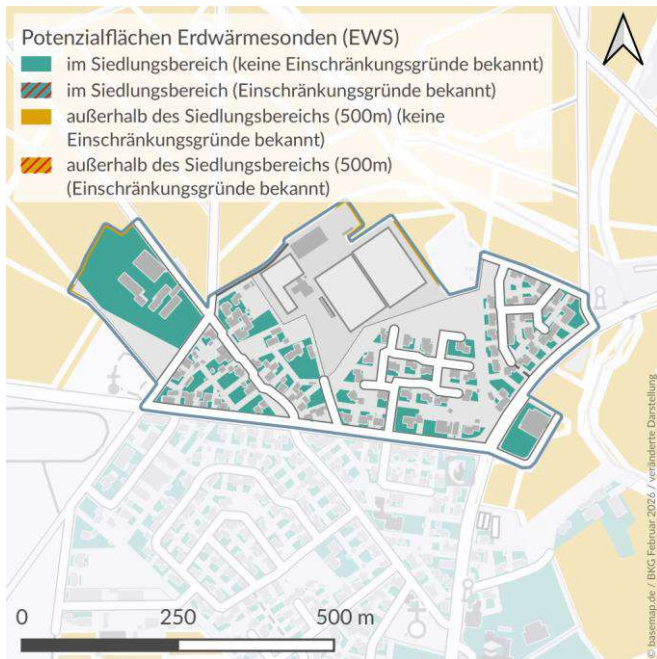 Potenzialflächen Erdwärmesonden (EWS)
im Siedlungsbereich (keine Einschränkungsgründe bekannt)
im Siedlungsbereich (Einschränkungsgründe bekannt)
außerhalb des Siedlungsbereichs (500m) (keine
Einschränkungsgründe bekannt)
außerhalb des Siedlungsbereichs (500m)
(Einschränkungsgründe bekannt)
0 250 500 m
© basemap.de / BKG Februar 2026 / veränderte Darstellung